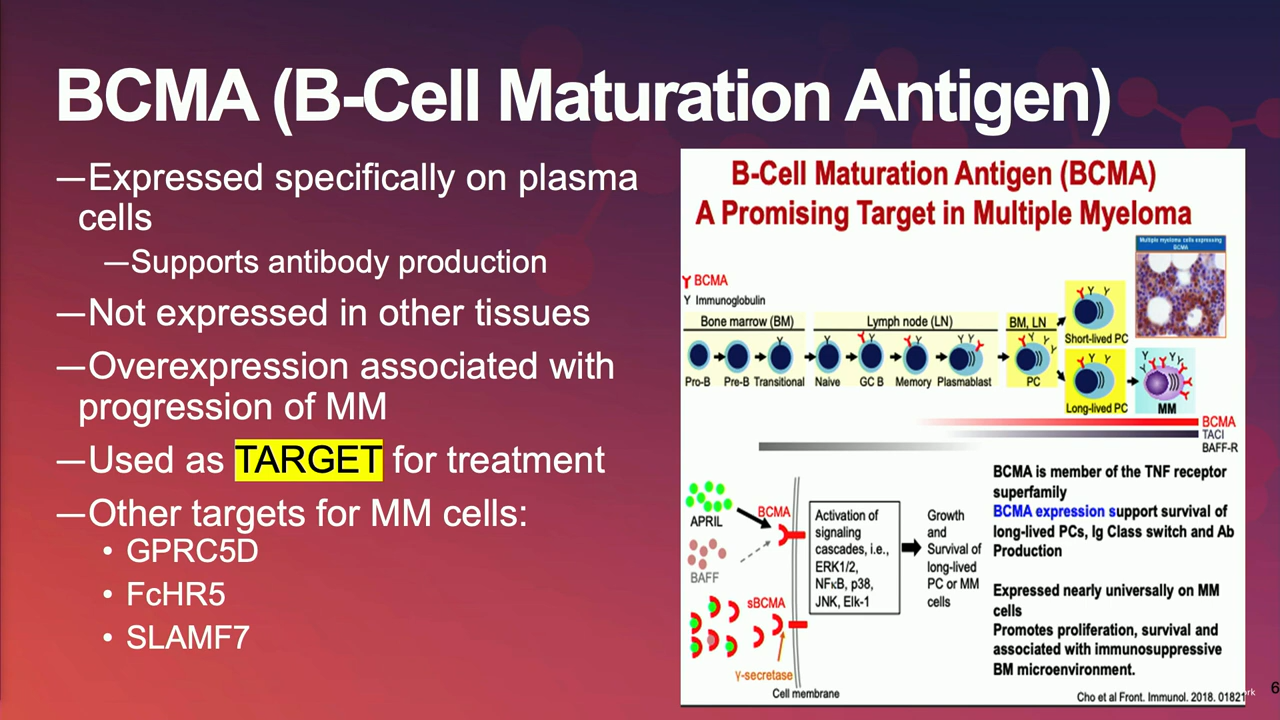 BCMA (B-Cell Maturation Antigen)
—Expressed specifically on plasma
cells
—Supports antibody production
—Not expressed in other tissues
—Overexpression associated with
progression of MM
—Used as TARGET for treatment
—Other targets for MM cells:
• GPRC5D
• FcHR5
• SLAMF7
B-Cell Maturation Antigen (BCMA)
A Promising Target in Multiple Myeloma
Multiple myeloma cells expressing
BCMA
BCMA
Immunoglobulin
Bone marrow (BM)
Lymph node (LN)
BM, LN
Short-lived PC
Pro-B
Pre-B
Transitional
Naive
GC B
Memory
Plasmablast
PC
Long-lived PC
MM
BCMA
TACI
BAFF-R
APRIL
BAFF
BCMA
sBCMA
γ-secretase
Cell membrane
Activation of
signaling
cascades, i.e.,
ERK1/2,
NFκB, p38,
JNK, Elk-1
Growth
and
Survival of
long-lived
PC or MM
cells
BCMA is member of the TNF receptor
superfamily
BCMA expression support survival of
long-lived PCs, Ig Class switch and Ab
Production
Expressed nearly universally on MM
cells
Promotes proliferation, survival and
associated with immunosuppressive
BM microenvironment.
Cho et al Front. Immunol. 2018. 01821
6